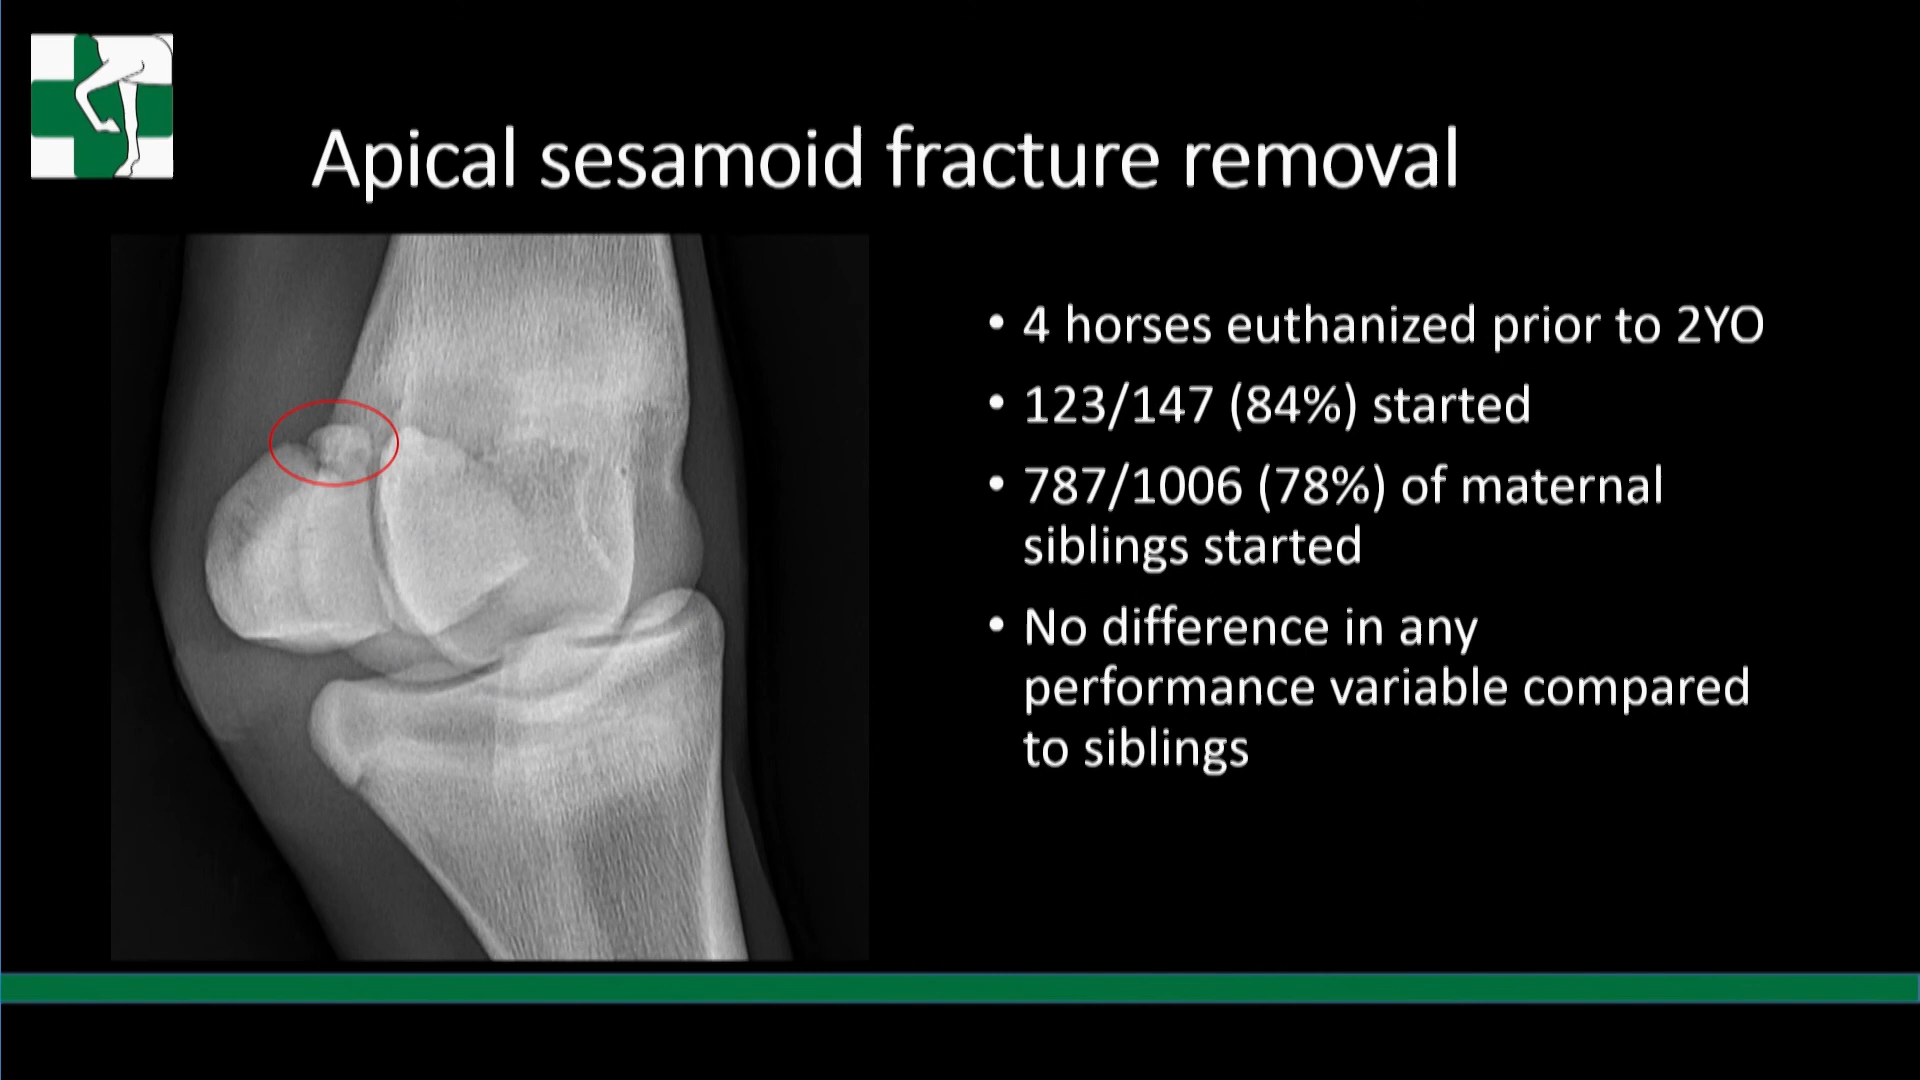 Apical sesamoid fracture removal
• 4 horses euthanized prior to 2YO
• 123/147 (84%) started
• 787/1006 (78%) of maternal
siblings started
• No difference in any
performance variable compared
to siblings